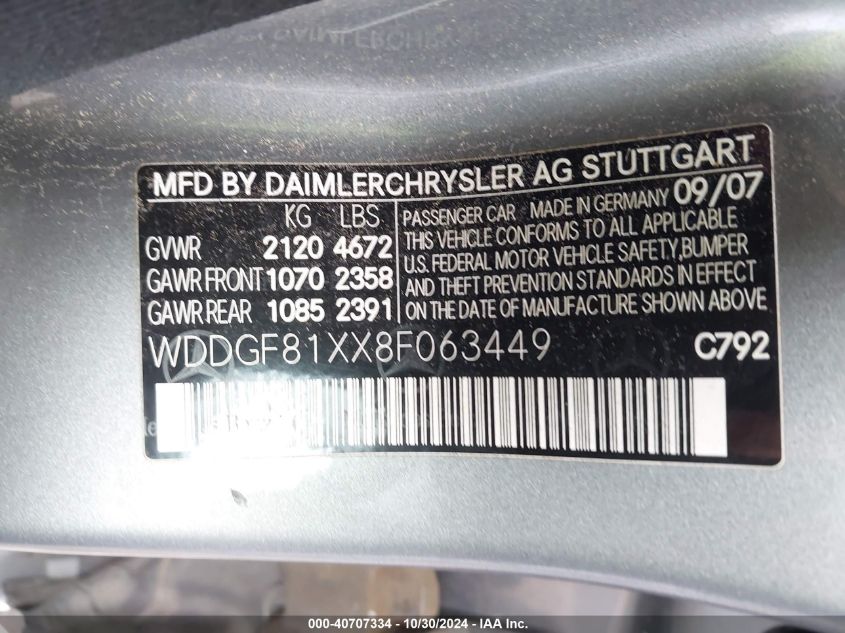 MFD BY DAIMLERCHRYSLER AG STUTTGART
KG LBS
GVWR 2120 4672
GAWR FRONT 1070 2358
GAWR REAR 1085 2391
PASSENGER CAR MADE IN GERMANY 09/07
THIS VEHICLE CONFORMS TO ALL APPLICABLE
U.S. FEDERAL MOTOR VEHICLE SAFETY, BUMPER
AND THEFT PREVENTION STANDARDS IN EFFECT
ON THE DATE OF MANUFACTURE SHOWN ABOVE
WDDGF81XX8F063449 C792
000-40707334 - 10/30/2024 - IAAI.COM.